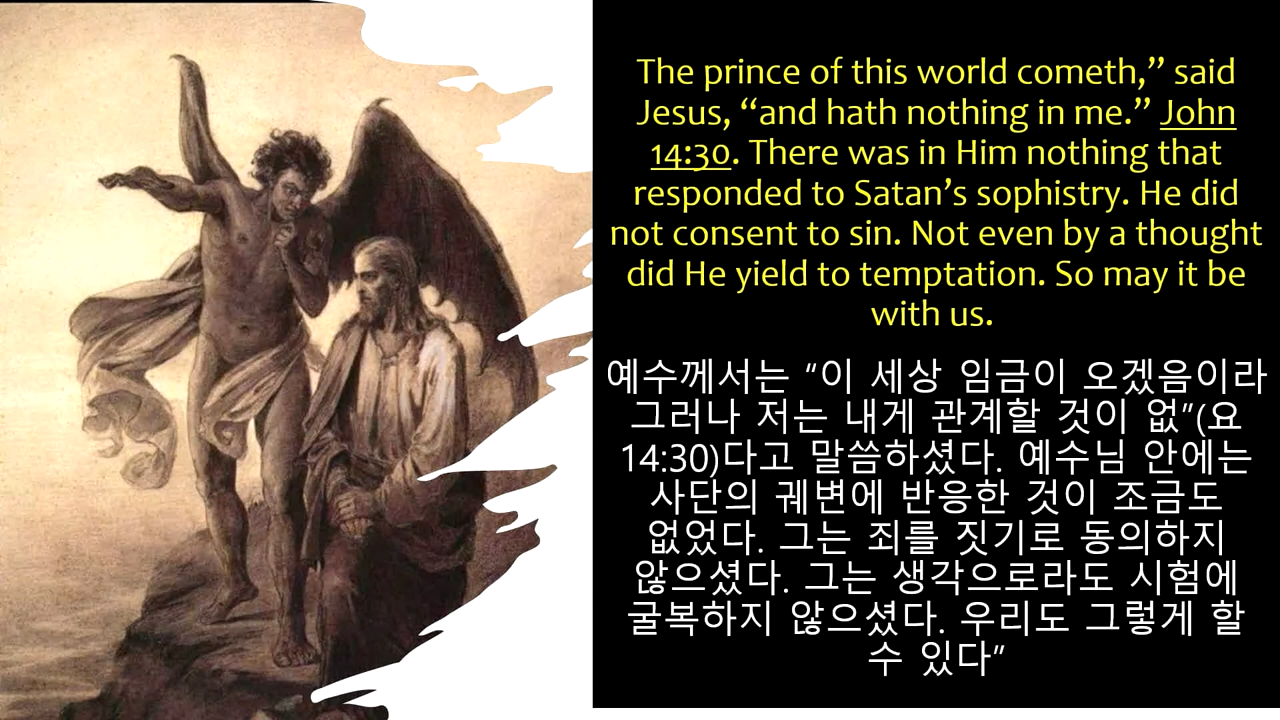 The prince of this world cometh,” said
Jesus, “and hath nothing in me.” John
14:30. There was in Him nothing that
responded to Satan’s sophistry. He did
not consent to sin. Not even by a thought
did He yield to temptation. So may it be
with us.
예수께서는 “이 세상 임금이 오겠음이라
그러나 저는 내게 관계할 것이 없”(요
14:30)다고 말씀하셨다. 예수님 안에는
사단의 궤변에 반응한 것이 조금도
없었다. 그는 죄를 짓기로 동의하지
않으셨다. 그는 생각으로라도 시험에
굴복하지 않으셨다. 우리도 그렇게 할
수 있다”